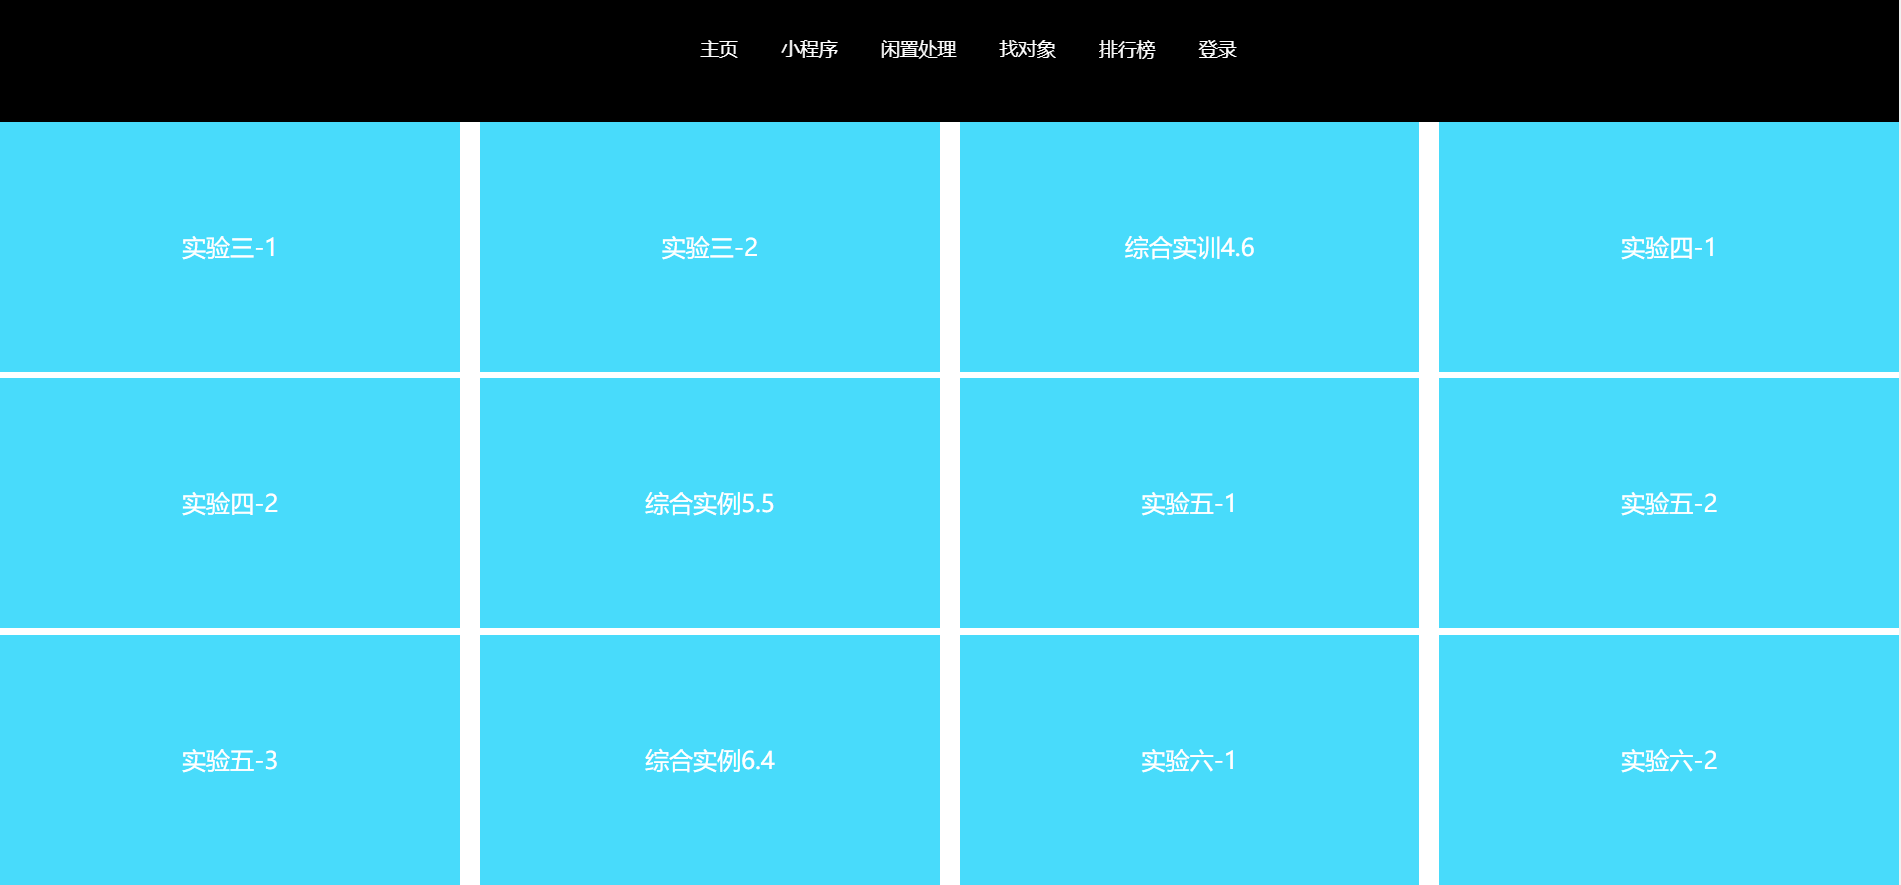 主页 小程序 闲置处理 找对象 排行榜 登录
实验三-1 实验三-2 综合实训4.6 实验四-1
实验四-2 综合实例5.5 实验五-1 实验五-2
实验五-3 综合实例6.4 实验六-1 实验六-2